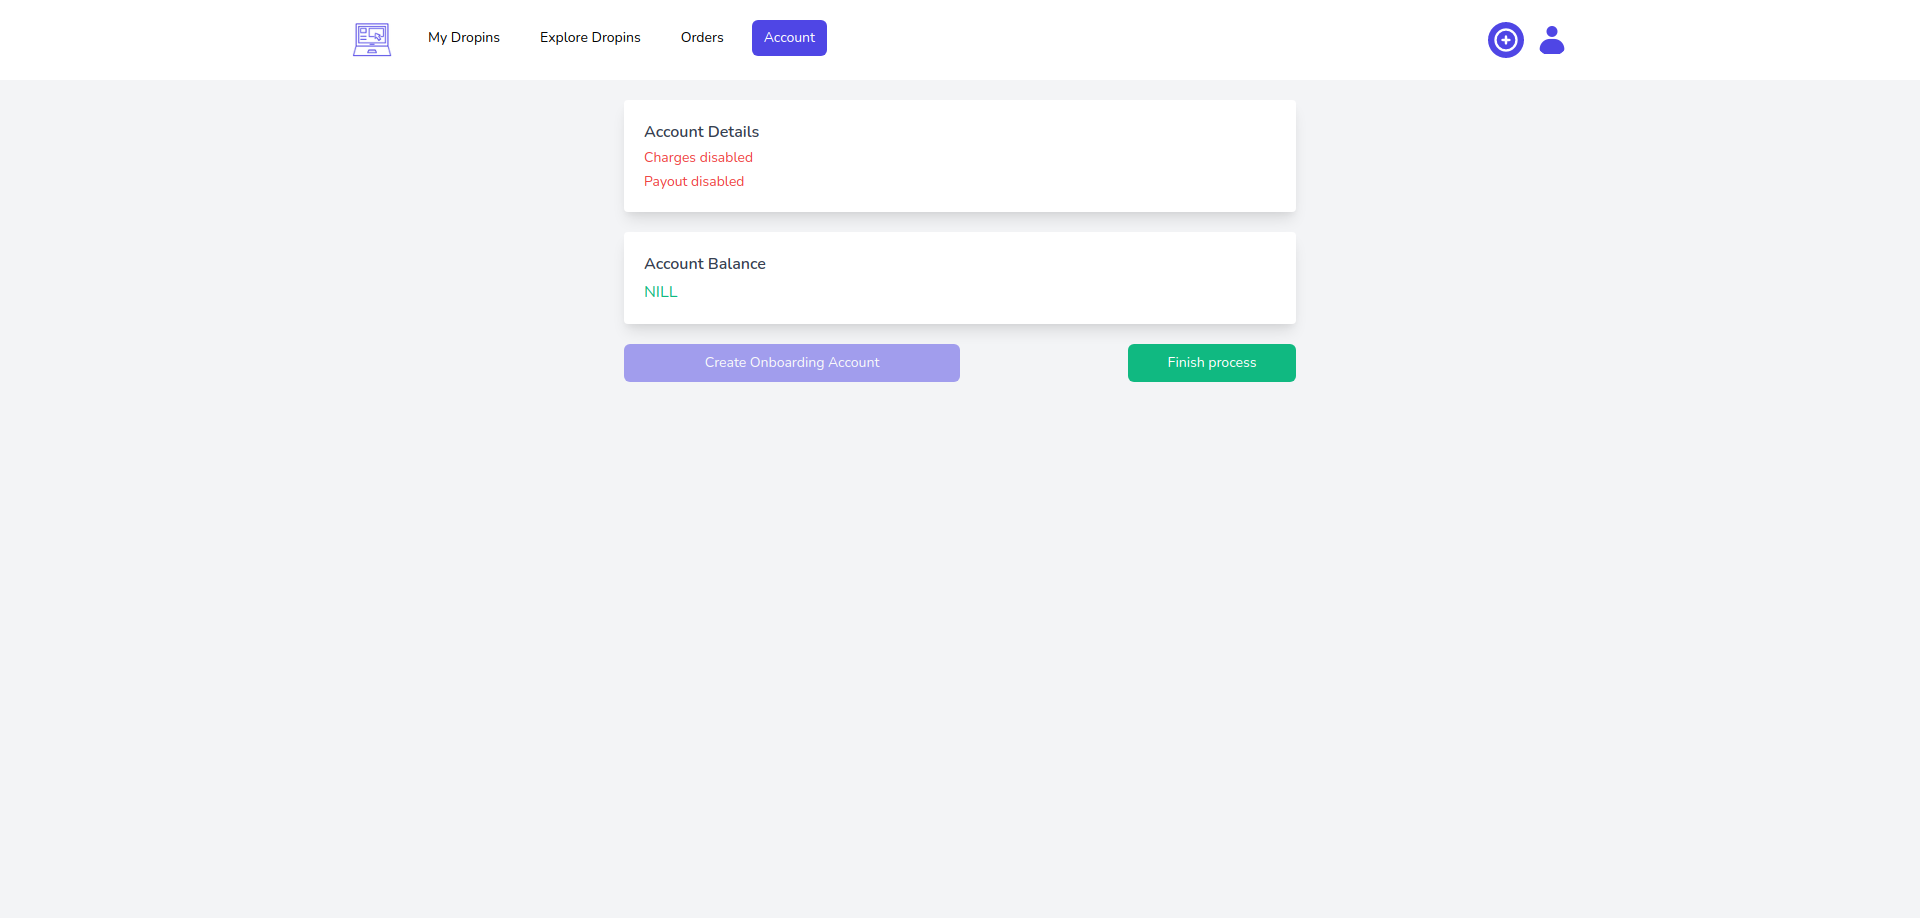 My Dropins Explore Dropins Orders Account
Account Details
Charges disabled
Payout disabled
Account Balance
NILL
Create Onboarding Account Finish process